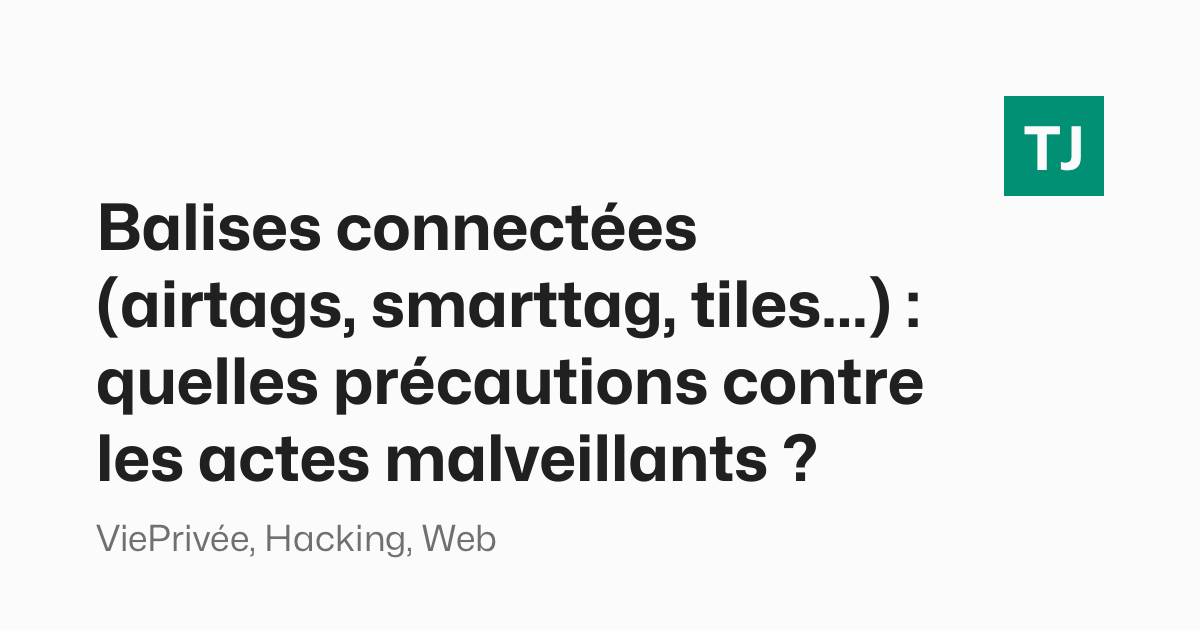 TJ
Balises connectées
(airtags, smarttag, tiles...) :
quelles précautions contre
les actes malveillants ?
ViePrivée, Hacking, Web